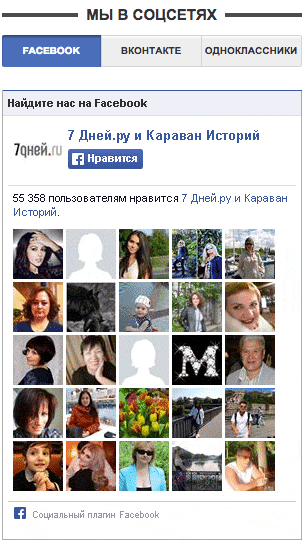 МЫ В СОЦСЕТЯХ
FACEBOOK ВКОНТАКТЕ ОДНОКЛАССНИКИ
Найдите нас на Facebook
7дней.ru
7 Дней.ру и Караван Историй
Нравится
55 358 пользователям нравится 7 Дней.ру и Караван
Историй.
M
Социальный плагин Facebook